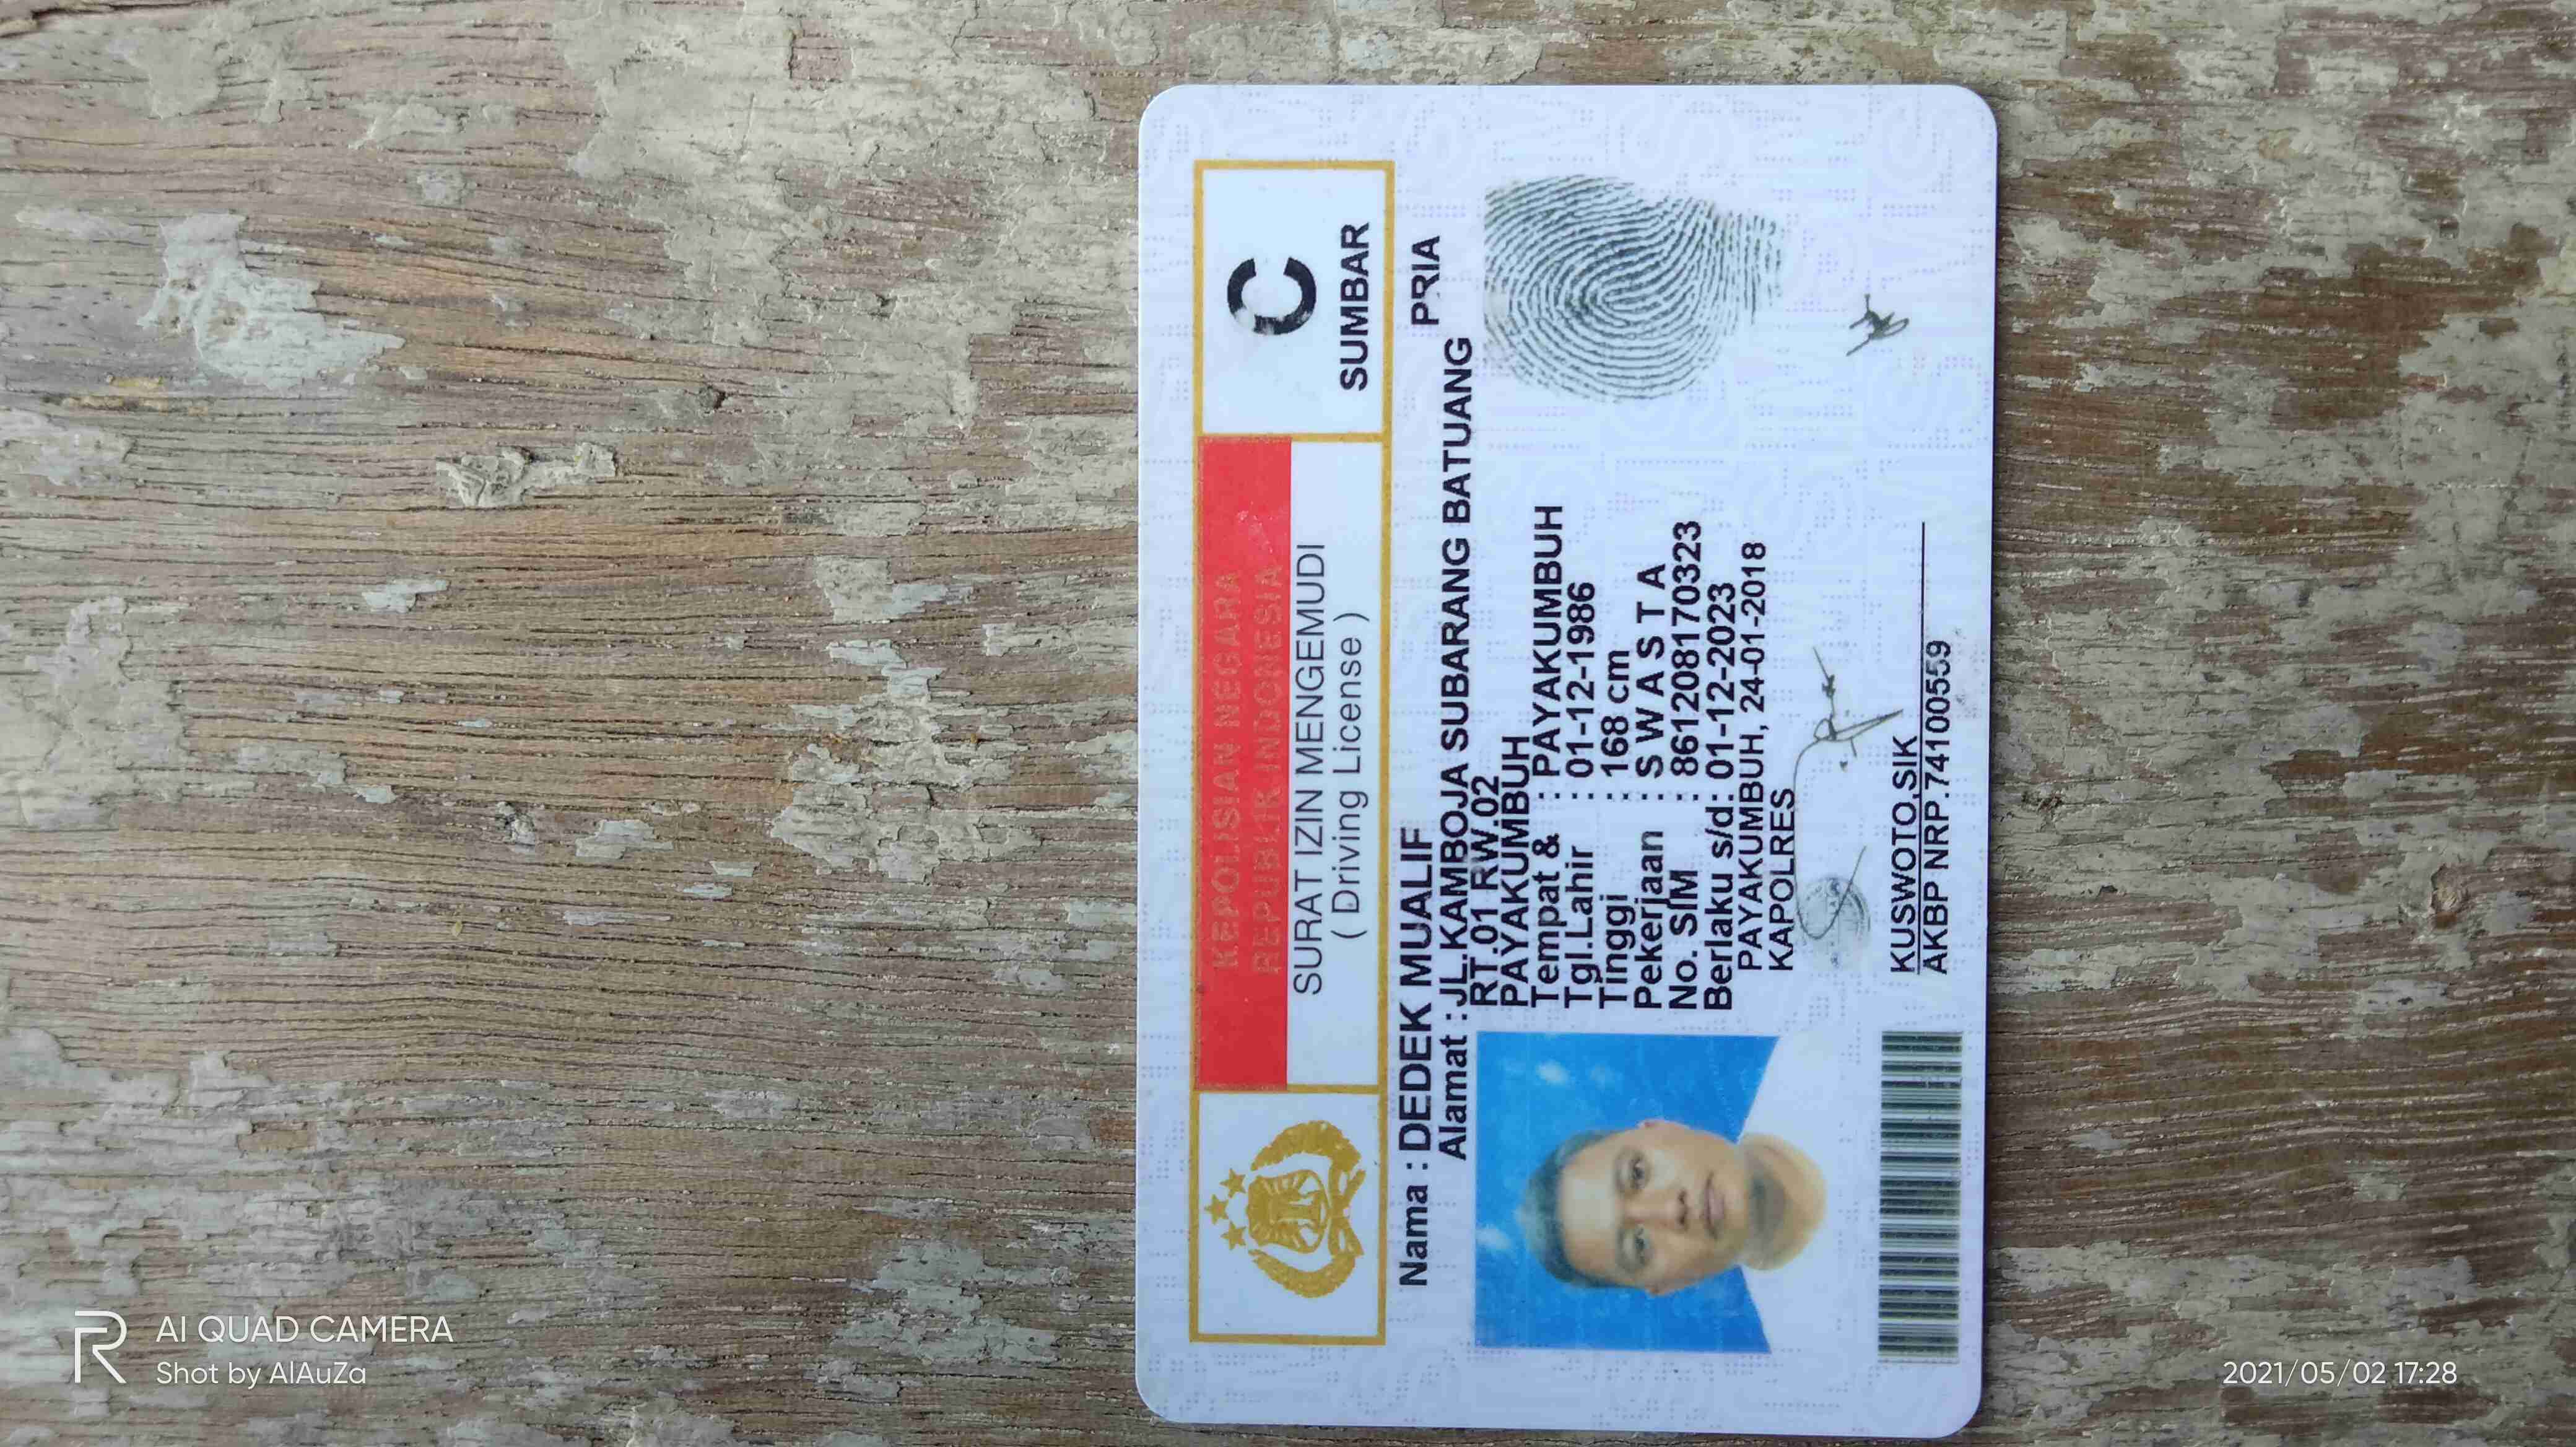 KEPOLISIAN NEGARA
REPUBLIK INDONESIA
SURAT IZIN MENGEMUDI
( Driving License )
C
SUMBAR
Nama : DEDEK MUALIF PRIA
Alamat : JL.KAMBOJA SUBARANG BATUANG
RT.01 RW.02
PAYAKUMBUH
Tempat & : PAYAKUMBUH
Tgl.Lahir : 01-12-1986
Tinggi : 168 cm
Pekerjaan : S W A S T A
No. SIM : 861208170323
Berlaku s/d: 01-12-2023
PAYAKUMBUH, 24-01-2018
KAPOLRES
KUSWOTO,SIK
AKBP NRP.74100559
R AI QUAD CAMERA
Shot by AlAuZa
2021/05/02 17:28